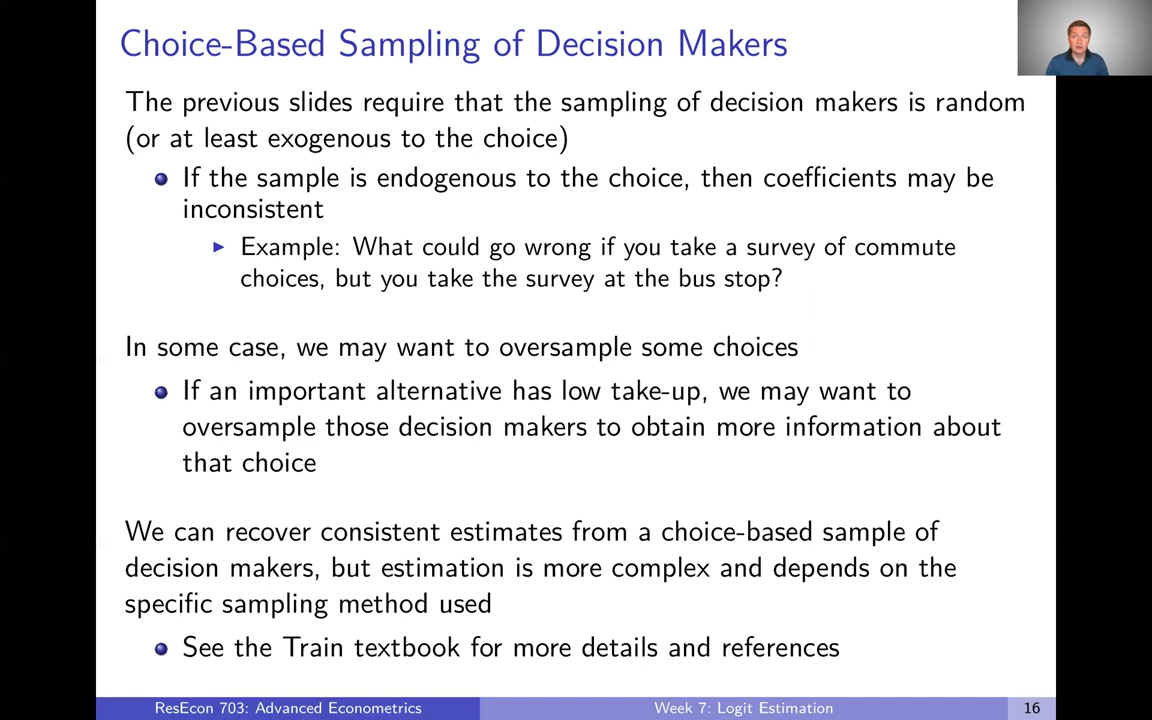 Choice-Based Sampling of Decision Makers
The previous slides require that the sampling of decision makers is random
(or at least exogenous to the choice)
If the sample is endogenous to the choice, then coefficients may be
inconsistent
Example: What could go wrong if you take a survey of commute
choices, but you take the survey at the bus stop?
In some case, we may want to oversample some choices
If an important alternative has low take-up, we may want to
oversample those decision makers to obtain more information about
that choice
We can recover consistent estimates from a choice-based sample of
decision makers, but estimation is more complex and depends on the
specific sampling method used
See the Train textbook for more details and references
ResEcon 703: Advanced Econometrics
Week 7: Logit Estimation
16